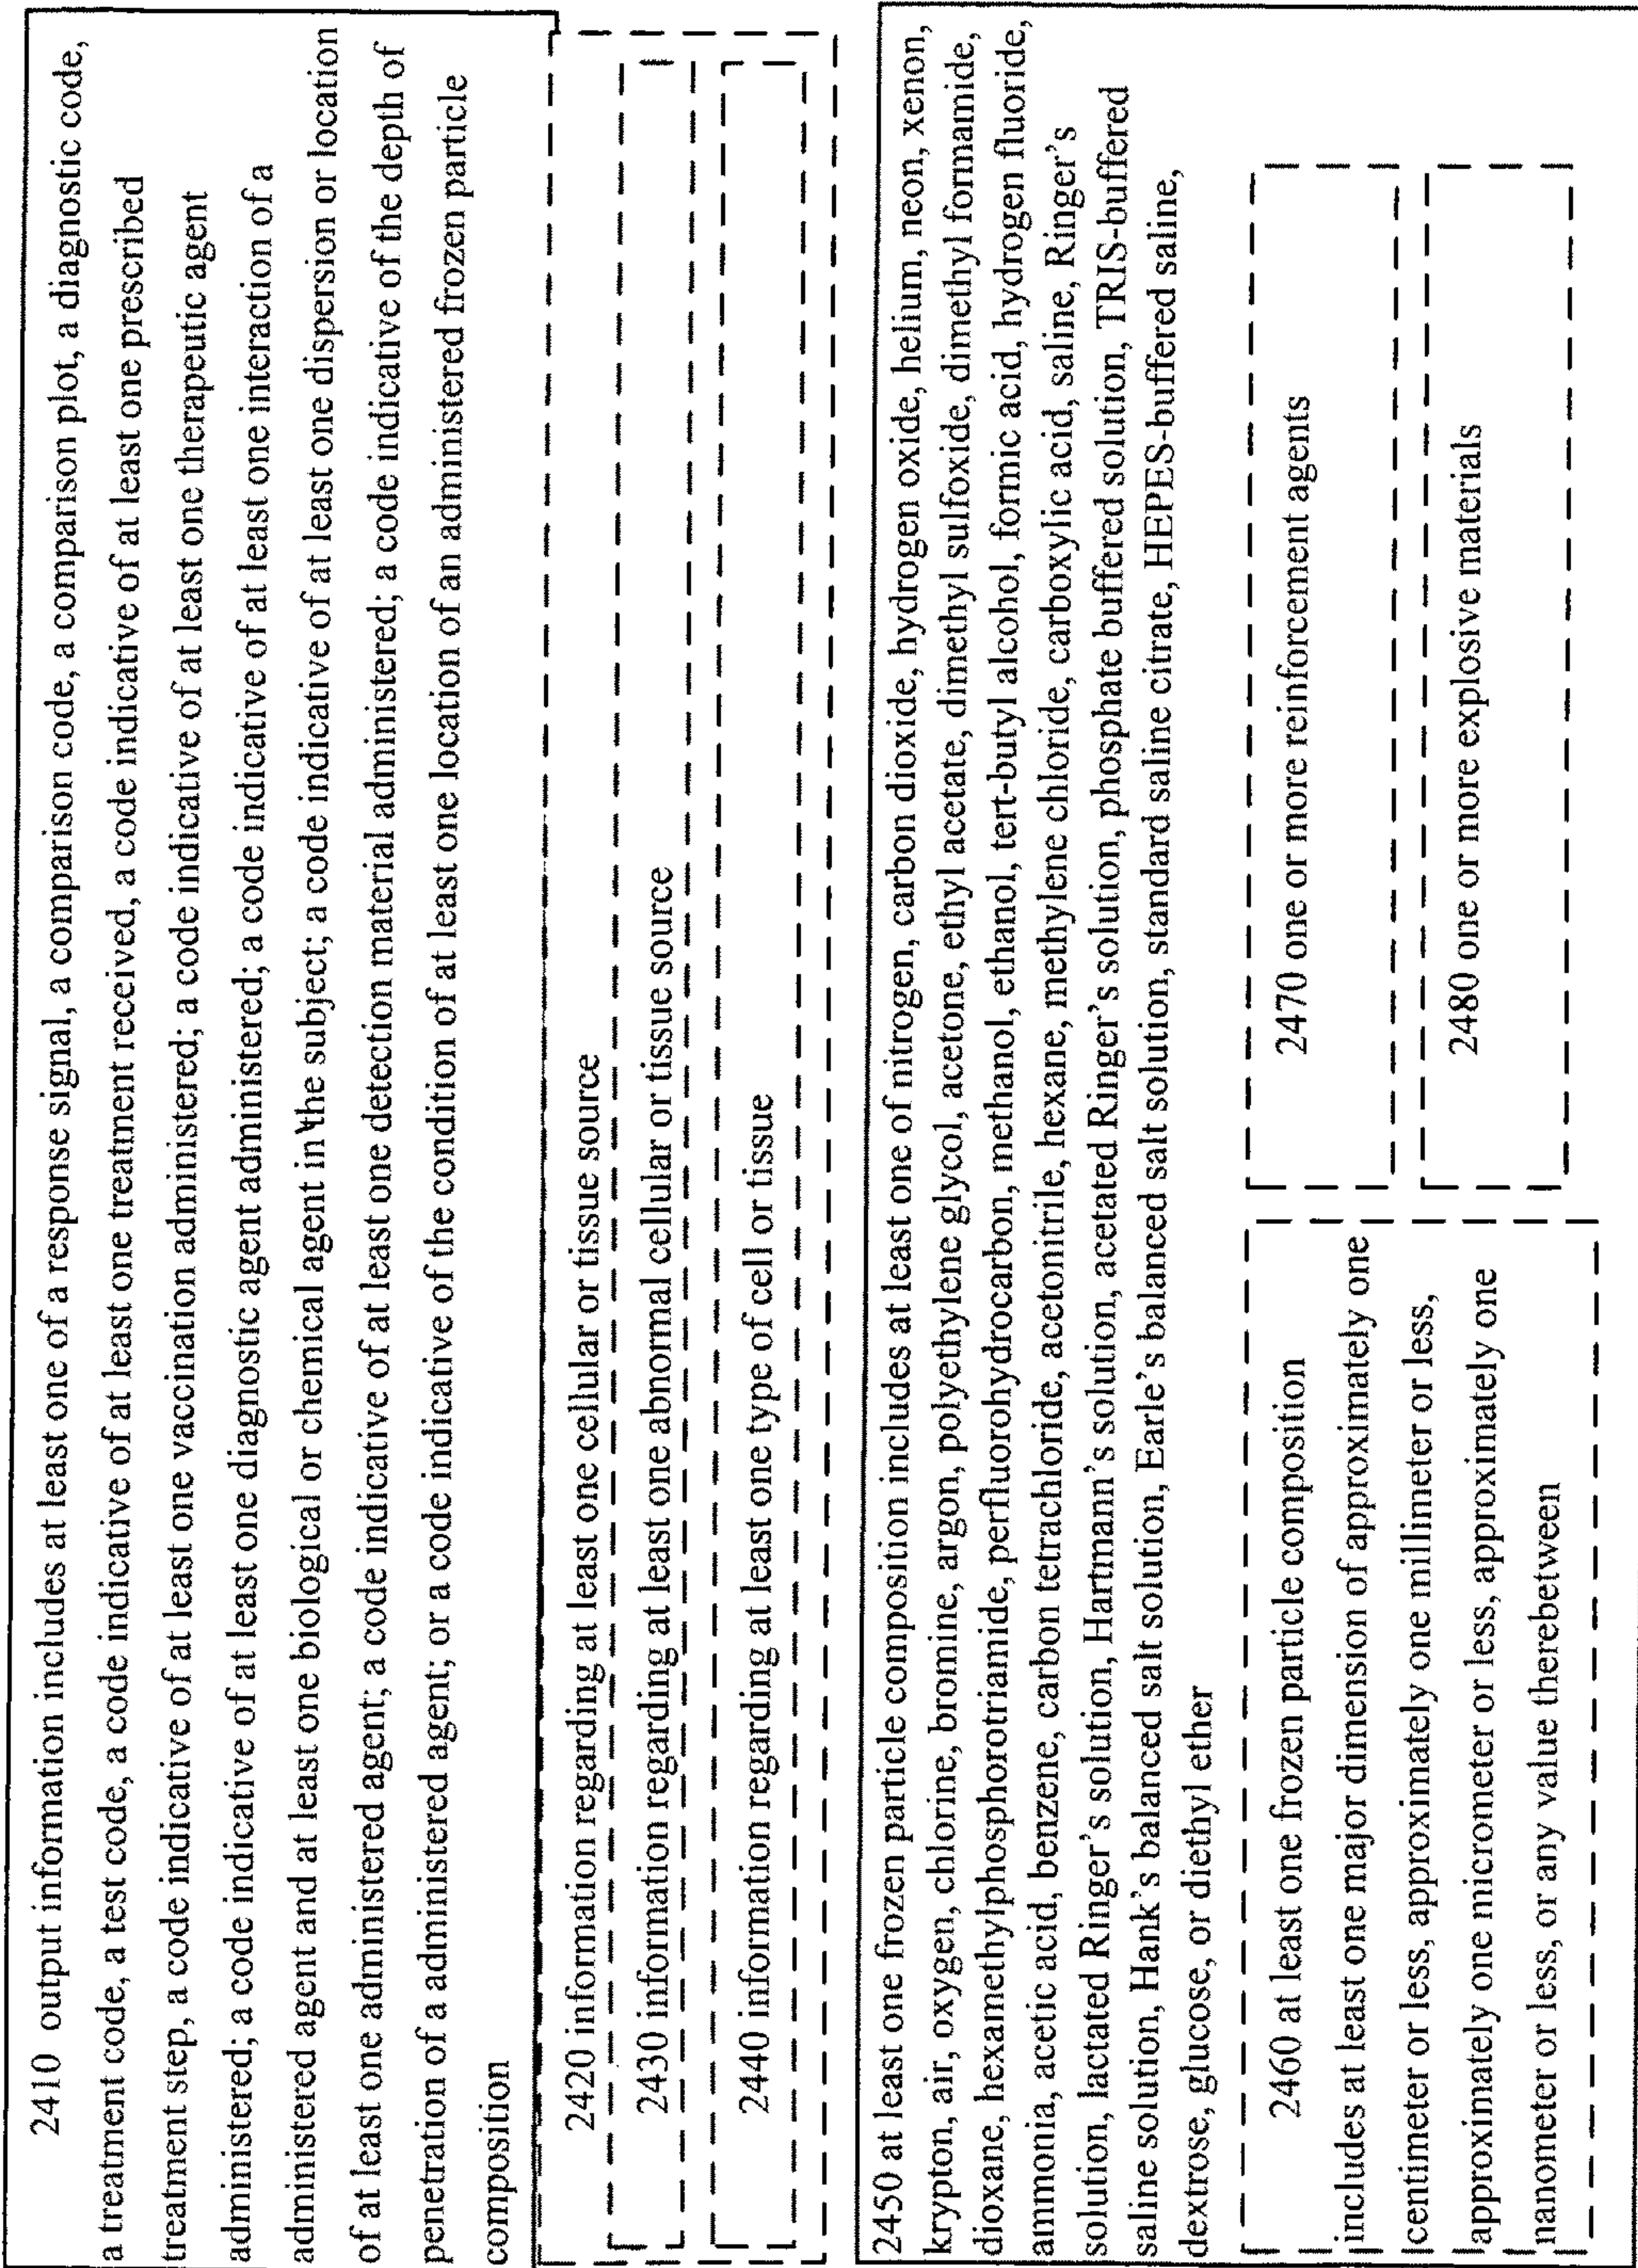 2410 output information includes at least one of a response signal, a comparison code, a comparison plot, a diagnostic code,
a treatment code, a test code, a code indicative of at least one treatment received, a code indicative of at least one prescribed
treatment step, a code indicative of at least one vaccination administered; a code indicative of at least one therapeutic agent
administered; a code indicative of at least one diagnostic agent administered; a code indicative of at least one interaction of a
administered agent and at least one biological or chemical agent in the subject; a code indicative of at least one dispersion or location
of at least one administered agent; a code indicative of at least one detection material administered; a code indicative of the depth of
penetration of a administered agent; or a code indicative of the condition of at least one location of an administered frozen particle
composition
2420 information regarding at least one cellular or tissue source
2430 information regarding at least one abnormal cellular or tissue source
2440 information regarding at least one type of cell or tissue
2450 at least one frozen particle composition includes at least one of nitrogen, carbon dioxide, hydrogen oxide, helium, neon, xenon,
krypton, air, oxygen, chlorine, bromine, argon, polyethylene glycol, acetone, ethyl acetate, dimethyl sulfoxide, dimethyl formamide,
dioxane, hexamethylphosphorotriamide, perfluorohydrocarbon, methanol, ethanol, tert-butyl alcohol, formic acid, hydrogen fluoride,
ammonia, acetic acid, benzene, carbon tetrachloride, acetonitrile, hexane, methylene chloride, carboxylic acid, saline, Ringer's
solution, lactated Ringer's solution, Hartmann's solution, acetated Ringer's solution, phosphate buffered solution, TRIS-buffered
saline solution, Hank's balanced salt solution, Earle's balanced salt solution, standard saline citrate, HEPES-buffered saline,
dextrose, glucose, or diethyl ether
2460 at least one frozen particle composition
includes at least one major dimension of approximately one
centimeter or less, approximately one millimeter or less,
approximately one micrometer or less, approximately one
nanometer or less, or any value therebetween
2470 one or more reinforcement agents
2480 one or more explosive materials